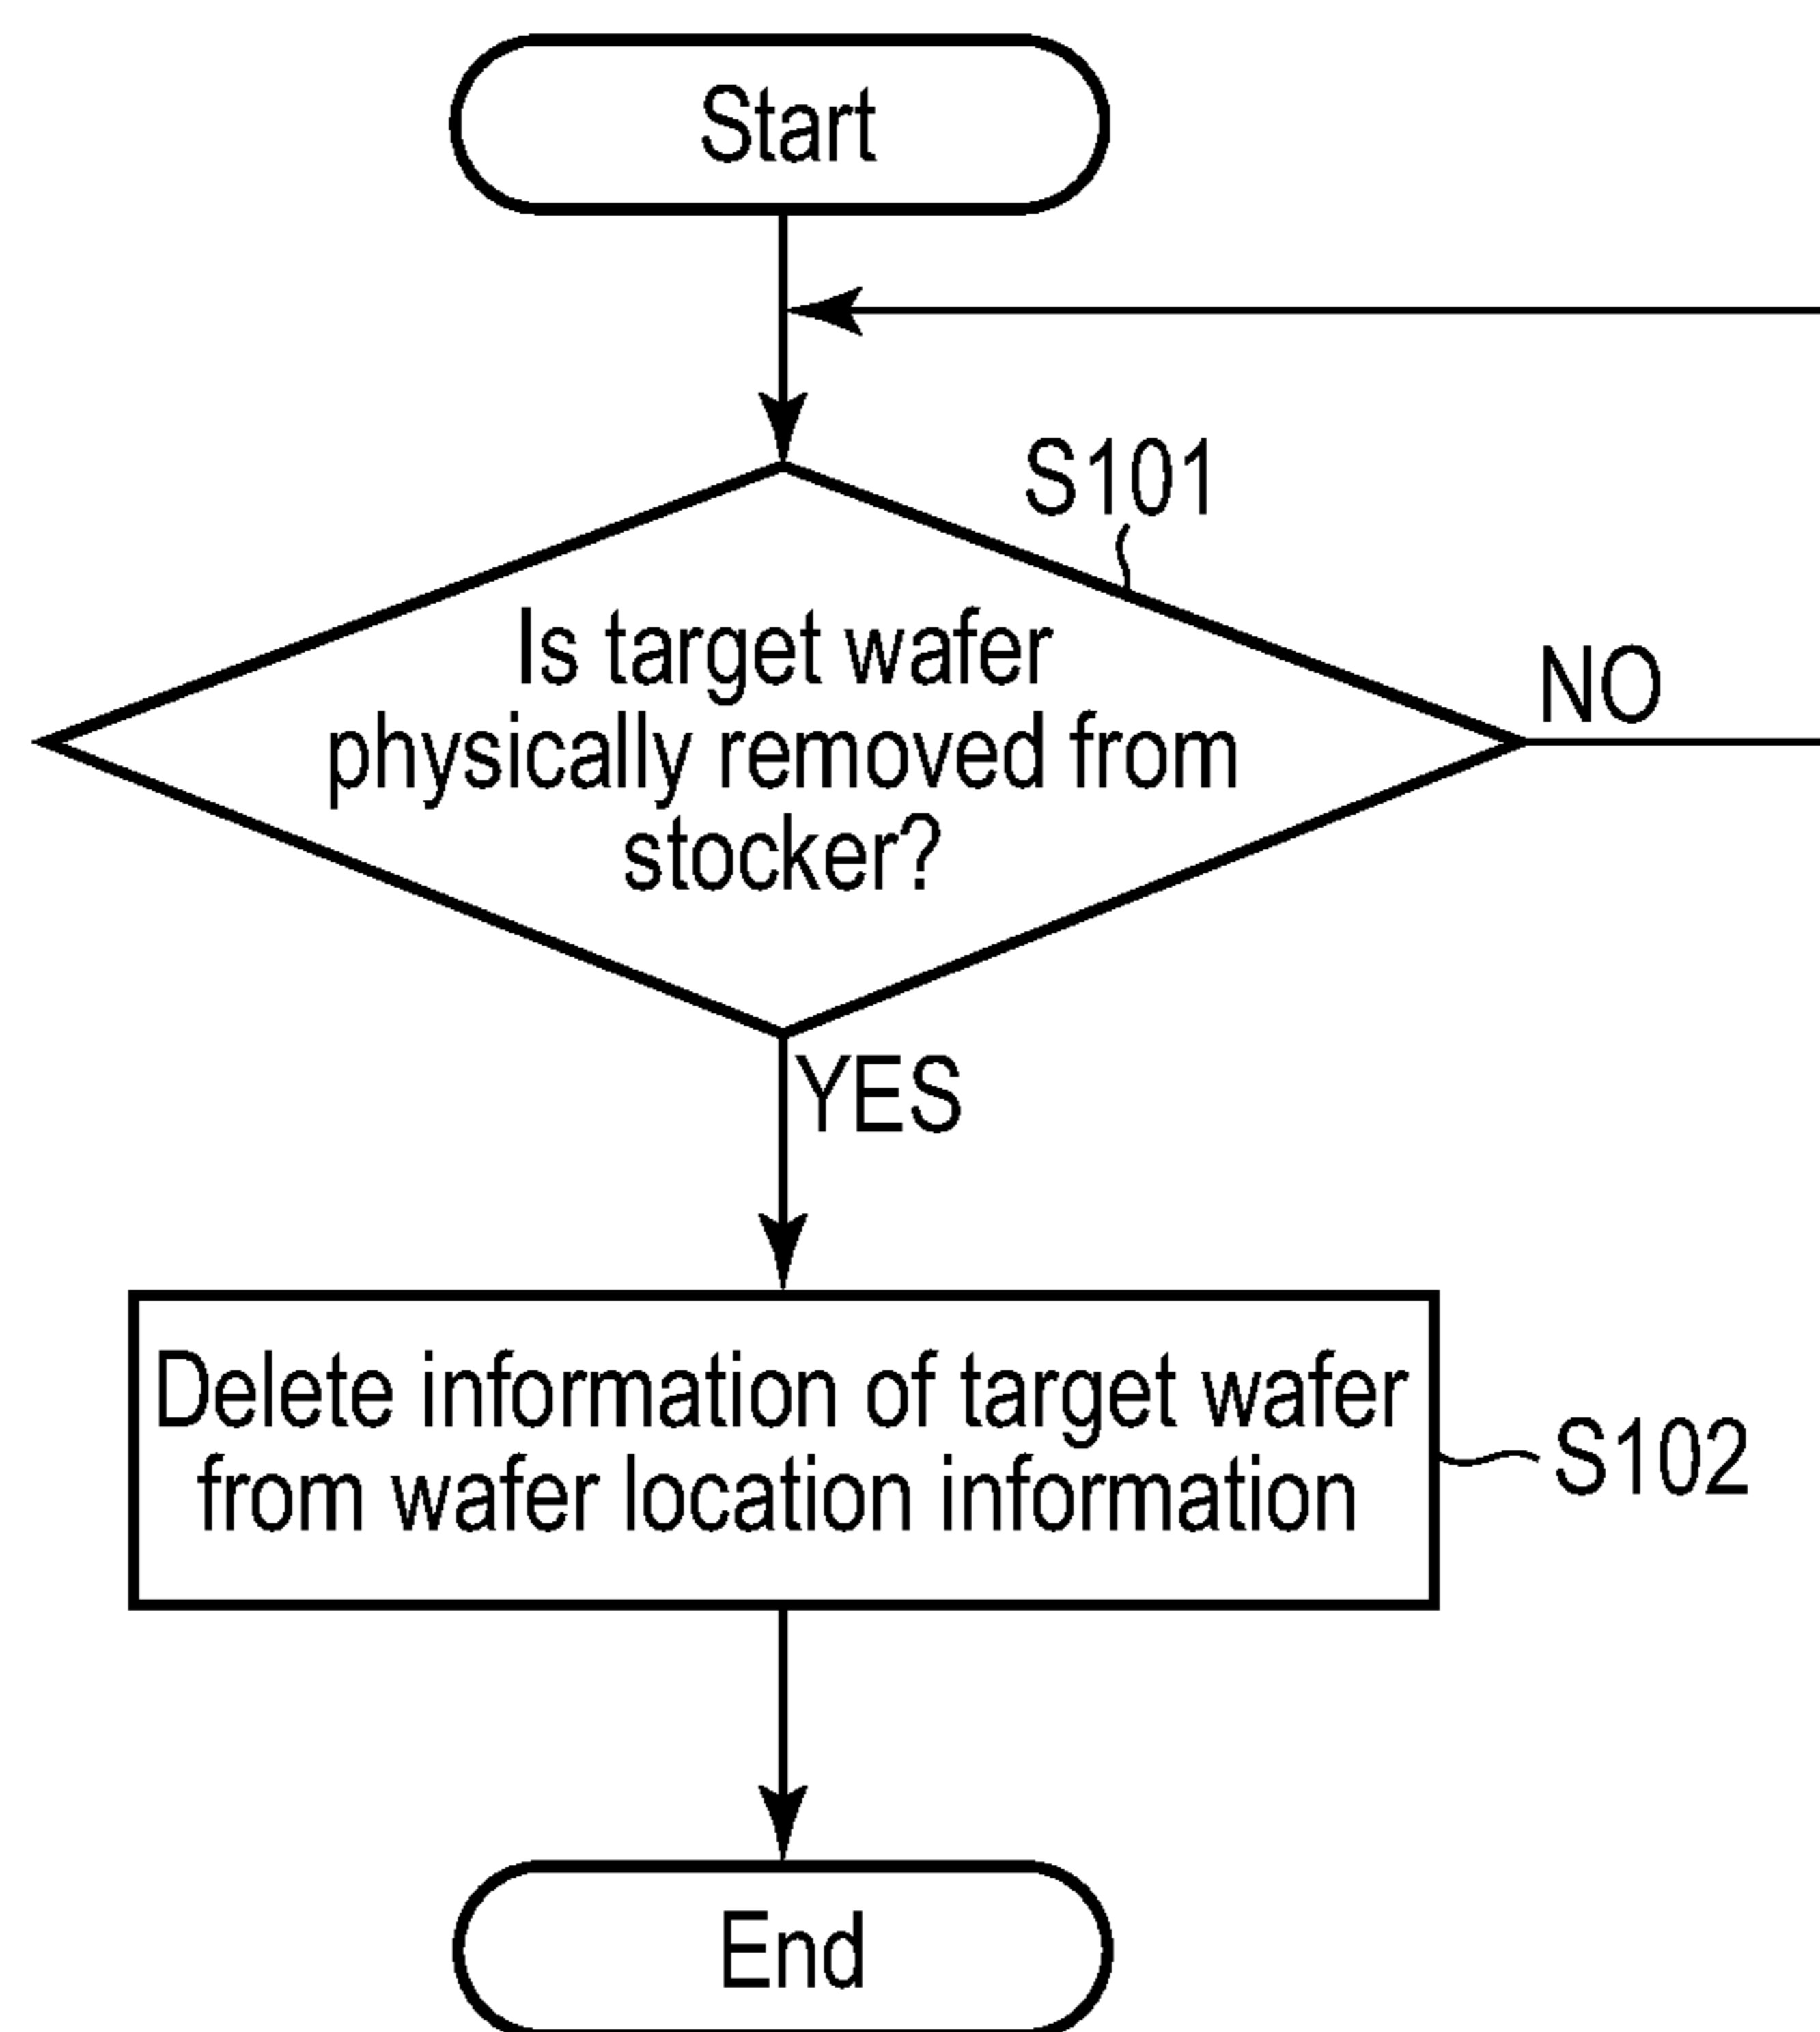 Start
S101
Is target wafer
physically removed from
stocker?
NO
YES
Delete information of target wafer
from wafer location information
S102
End